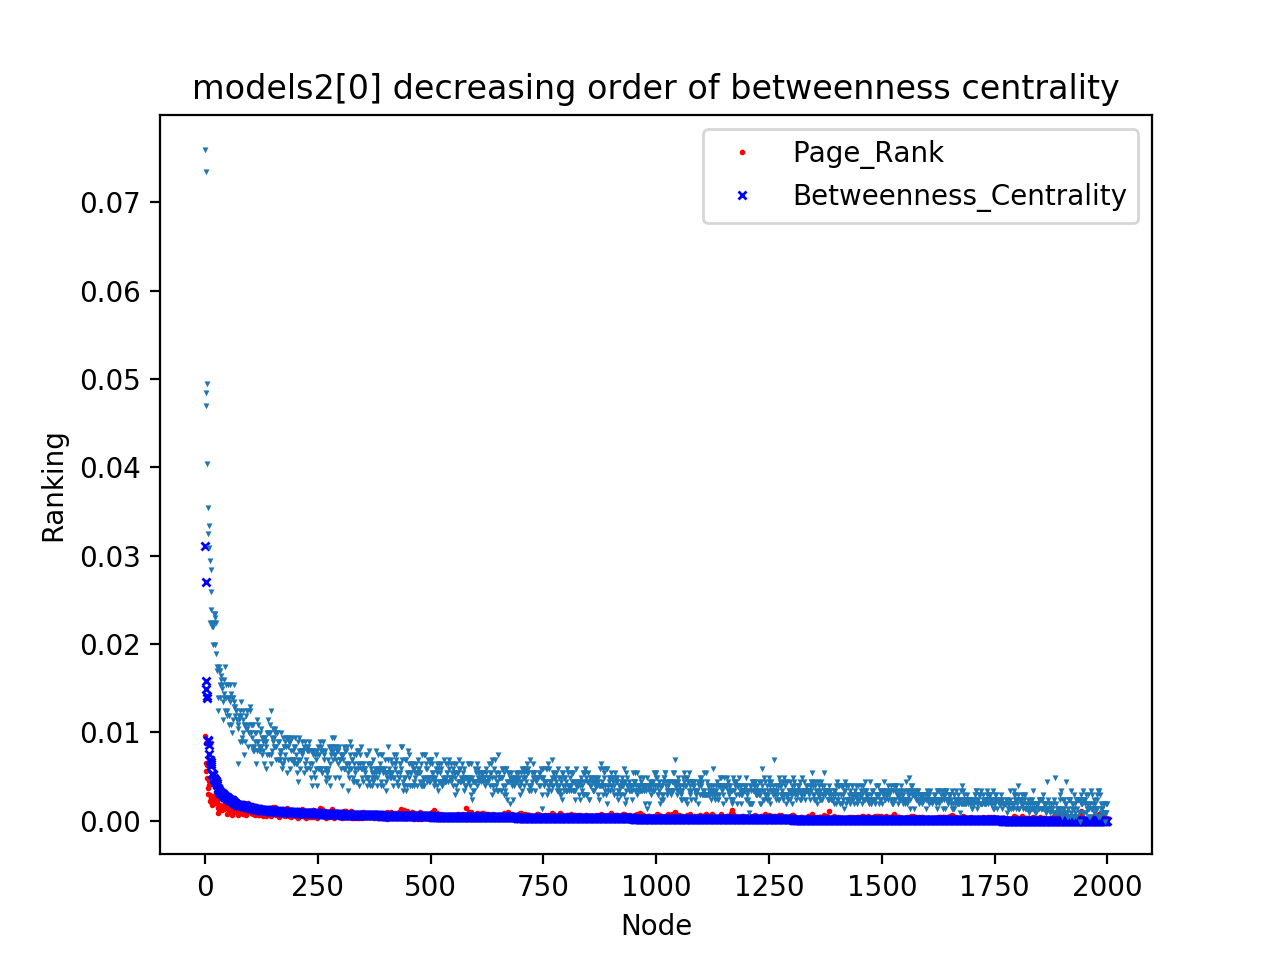 models2[0] decreasing order of betweenness centrality
Page_Rank
Betweenness_Centrality
0.07
0.06
0.05
0.04
0.03
0.02
0.01
0.00
Ranking
0 250 500 750 1000 1250 1500 1750 2000
Node